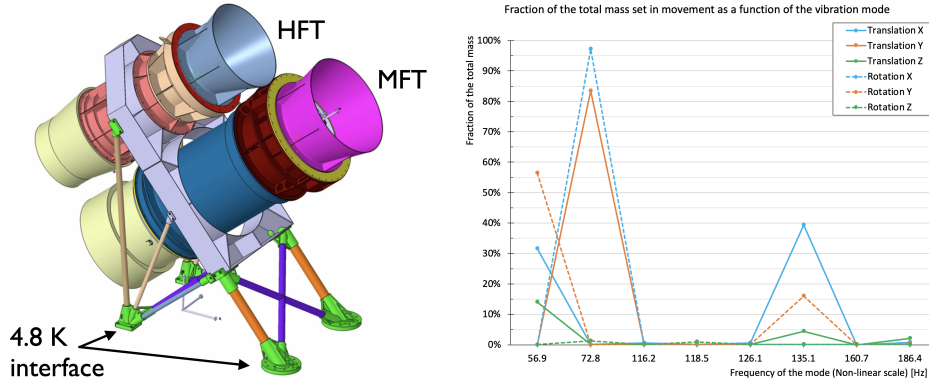 HFT
MFT
4.8 K
interface
Fraction of the total mass set in movement as a function of the vibration mode
Fraction of the total mass
100%
90%
80%
70%
60%
50%
40%
30%
20%
10%
0%
Translation X
Translation Y
Translation Z
Rotation X
Rotation Y
Rotation Z
56.9 72.8 116.2 118.5 126.1 135.1 160.7 186.4
Frequency of the mode (Non-linear scale) [Hz]